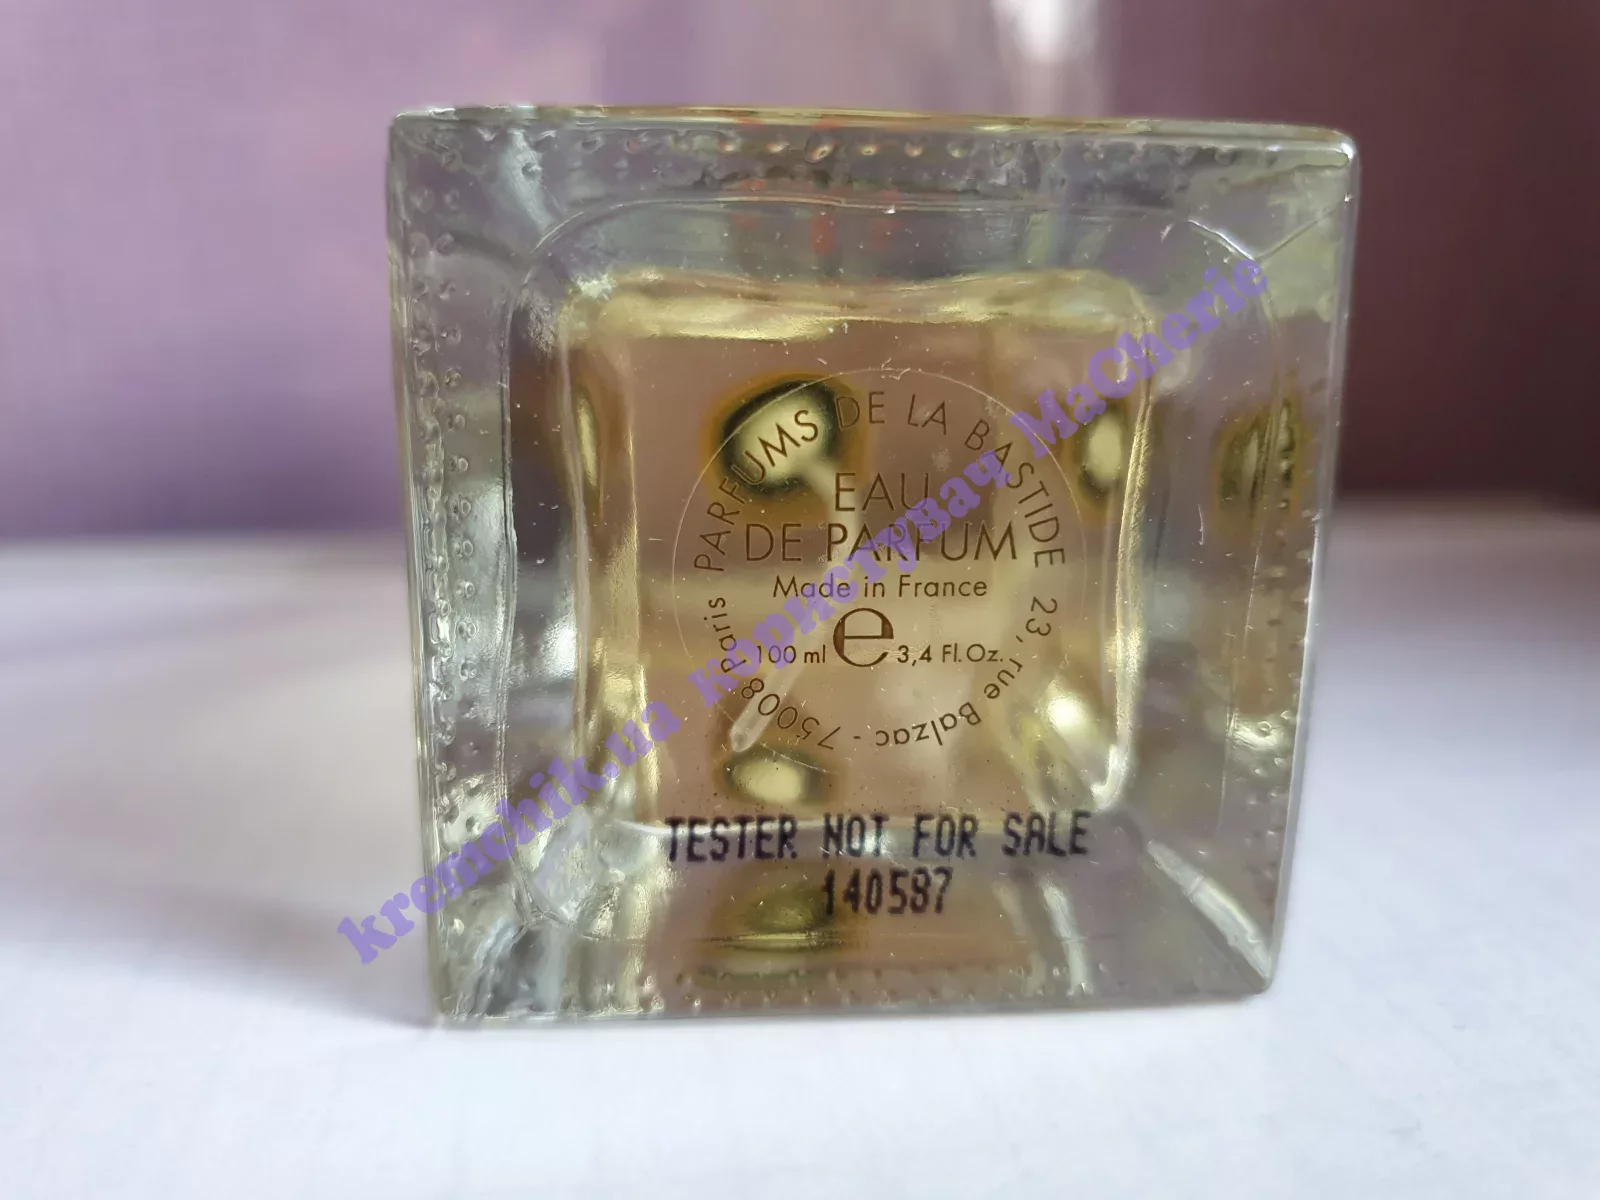 PARFUMS DE LA BASTIDE 23, rue Balzac - 75008 Paris
EAU
DE PARFUM
Made in France
100 ml e 3,4 Fl.Oz.
TESTER NOT FOR SALE
140587
kremchik.ua користувач MaCherie